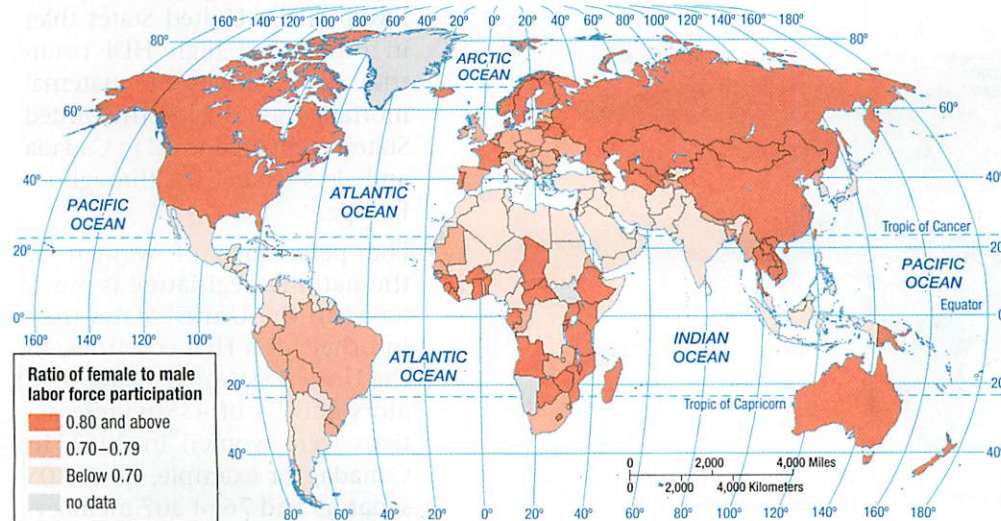 160° 140° 120° 100° 80° 60° 40° 20° 0° 20° 40° 60° 80° 100° 120° 140° 160° 180°
80° 80°
ARCTIC
OCEAN
60° 60°
40° 40°
PACIFIC
OCEAN
ATLANTIC
OCEAN
Tropic of Cancer
20° 20°
PACIFIC
OCEAN
Equator
0° 0°
160° 140° 120° 100°
ATLANTIC
OCEAN
INDIAN
OCEAN
20° 20°
Tropic of Capricorn
40° 40°
0 2,000 4,000 Miles
0 2,000 4,000 Kilometers
80° 60° 40° 20° 0° 20° 40° 60° 80° 100° 120° 140° 160° 180°
Ratio of female to male
labor force participation
0.80 and above
0.70–0.79
Below 0.70
no data